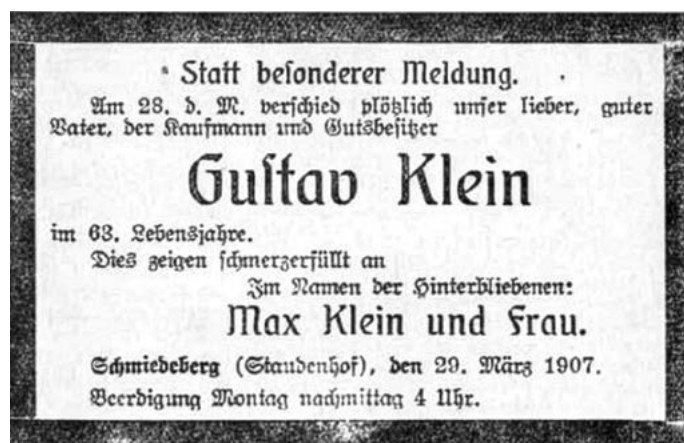 Statt besonderer Meldung.
Am 28. d. M. verschied plötzlich unser lieber, guter
Vater, der Kaufmann und Gutsbesitzer
Gustav Klein
im 63. Lebensjahre.
Dies zeigen schmerzerfüllt an
Im Namen der Hinterbliebenen:
Max Klein und Frau.
Schmiedeberg (Staudenhof), den 29. März 1907.
Beerdigung Montag nachmittag 4 Uhr.